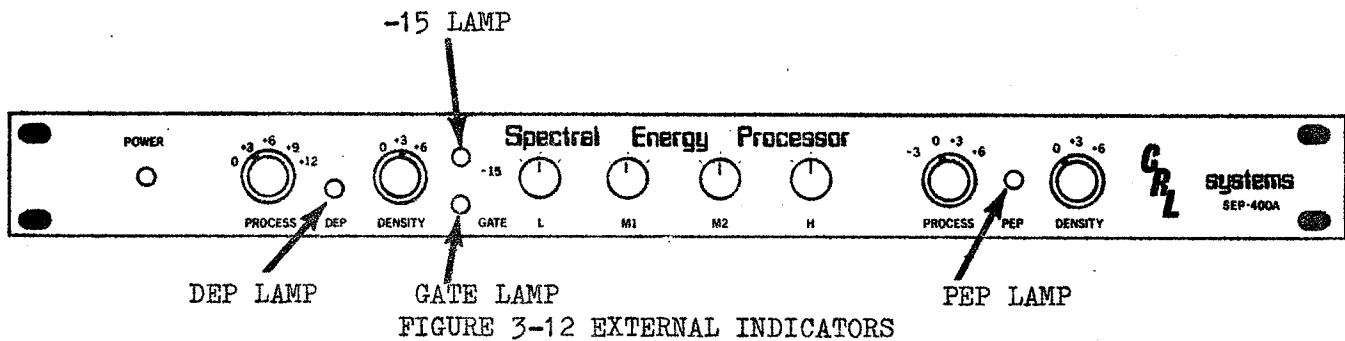 -15 LAMP
POWER
0 +3 +6 +9 +12
PROCESS DEP
0 +3 +6
DENSITY
-15
GATE
Spectral Energy Processor
L M1 M2 H
-3 0 +3 +6
PROCESS PEP
0 +3 +6
DENSITY
CRL systems
SEP-400A
DEP LAMP GATE LAMP PEP LAMP
FIGURE 3-12 EXTERNAL INDICATORS